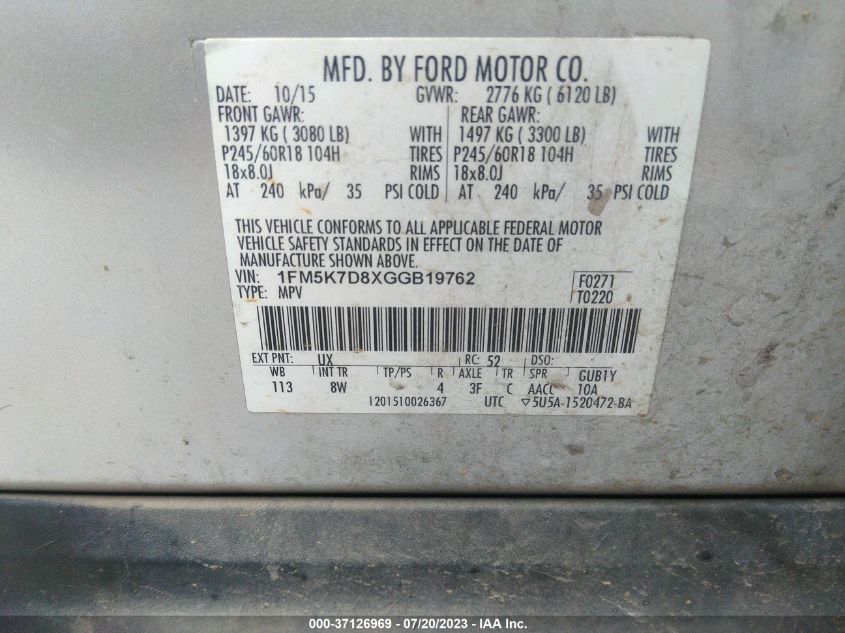 MFD. BY FORD MOTOR CO.
DATE: 10/15 GVWR: 2776 KG ( 6120 LB)
FRONT GAWR: REAR GAWR:
1397 KG ( 3080 LB) WITH 1497 KG ( 3300 LB) WITH
P245/60R18 104H TIRES P245/60R18 104H TIRES
18x8.0J RIMS 18x8.0J RIMS
AT 240 kPa/ 35 PSI COLD AT 240 kPa/ 35 PSI COLD
THIS VEHICLE CONFORMS TO ALL APPLICABLE FEDERAL MOTOR
VEHICLE SAFETY STANDARDS IN EFFECT ON THE DATE OF
MANUFACTURE SHOWN ABOVE.
VIN: 1FM5K7D8XGGB19762 F0271
TYPE: MPV T0220
EXT PNT: UX RC: 52 DSO:
WB INT TR TP/PS R AXLE TR SPR GUB1Y
113 8W 4 3F C AACC 10A
1201510026367 UTC ▽5U5A-1520472-BA
000-37126969 - 07/20/2023 - IAA Inc.